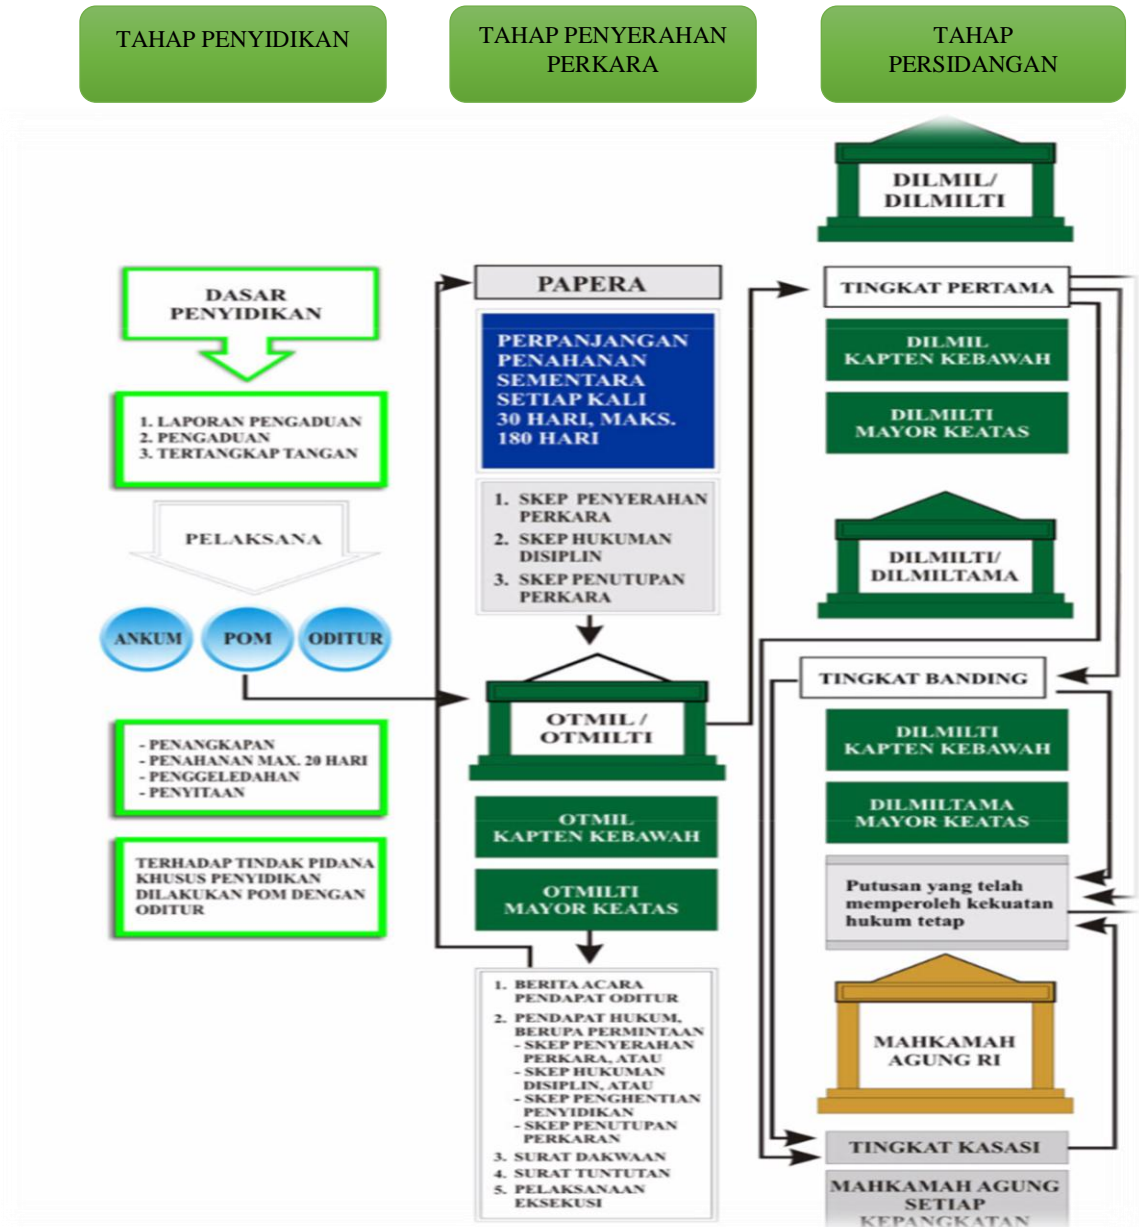 TAHAP PENYIDIKAN
TAHAP PENYERAHAN
PERKARA
TAHAP
PERSIDANGAN
DASAR
PENYIDIKAN
1. LAPORAN PENGADUAN
2. PENGADUAN
3. TERTANGKAP TANGAN
PELAKSANA
ANKUM
POM
ODITUR
- PENANGKAPAN
- PENAHANAN MAX. 20 HARI
- PENGGELEDAHAN
- PENYITAAN
TERHADAP TINDAK PIDANA
KHUSUS PENYIDIKAN
DILAKUKAN POM DENGAN
ODITUR
PAPERA
PERPANJANGAN
PENAHANAN
SEMENTARA
SETIAP KALI
30 HARI, MAKS.
180 HARI
1. SKEP PENYERAHAN
PERKARA
2. SKEP HUKUMAN
DISIPLIN
3. SKEP PENUTUPAN
PERKARA
OTMIL /
OTMILTI
OTMIL
KAPTEN KEBAWAH
OTMILTI
MAYOR KEATAS
1. BERITA ACARA
PENDAPAT ODITUR
2. PENDAPAT HUKUM,
BERUPA PERMINTAAN
- SKEP PENYERAHAN
PERKARA, ATAU
- SKEP HUKUMAN
DISIPLIN, ATAU
- SKEP PENGHENTIAN
PENYIDIKAN
- SKEP PENUTUPAN
PERKARAN
3. SURAT DAKWAAN
4. SURAT TUNTUTAN
5. PELAKSANAAN
EKSEKUSI
DILMIL/
DILMILTI
TINGKAT PERTAMA
DILMIL
KAPTEN KEBAWAH
DILMILTI
MAYOR KEATAS
DILMILTI/
DILMILTAMA
TINGKAT BANDING
DILMILTI
KAPTEN KEBAWAH
DILMILTAMA
MAYOR KEATAS
Putusan yang telah
memperoleh kekuatan
hukum tetap
MAHKAMAH
AGUNG RI
TINGKAT KASASI
MAHKAMAH AGUNG
SETIAP
KEPANGKATAN